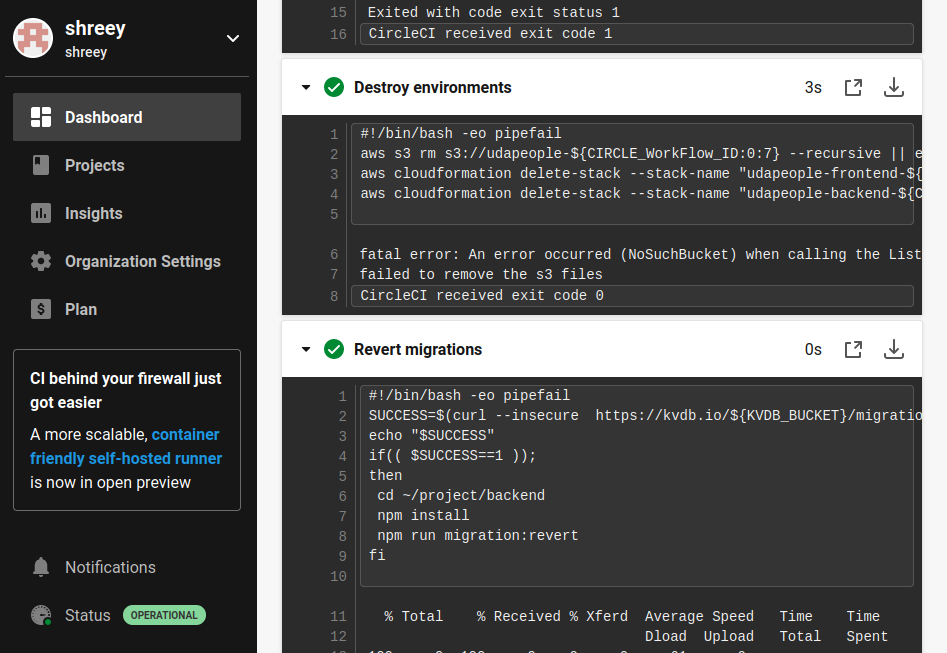 shreey
shreey
Dashboard
Projects
Insights
Organization Settings
Plan
CI behind your firewall just
got easier
A more scalable, container
friendly self-hosted runner
is now in open preview
Notifications
Status OPERATIONAL
15 Exited with code exit status 1
16 CircleCI received exit code 1
Destroy environments 3s
1 #!/bin/bash -eo pipefail
2 aws s3 rm s3://udapeople-${CIRCLE_WorkFlow_ID:0:7} --recursive || e
3 aws cloudformation delete-stack --stack-name "udapeople-frontend-${
4 aws cloudformation delete-stack --stack-name "udapeople-backend-${C
5
6 fatal error: An error occurred (NoSuchBucket) when calling the List
7 failed to remove the s3 files
8 CircleCI received exit code 0
Revert migrations 0s
1 #!/bin/bash -eo pipefail
2 SUCCESS=$(curl --insecure  https://kvdb.io/${KVDB_BUCKET}/migratio
3 echo "$SUCCESS"
4 if(( $SUCCESS==1 ));
5 then
6 cd ~/project/backend
7 npm install
8 npm run migration:revert
9 fi
10
11 % Total % Received % Xferd Average Speed Time Time
12 Dload Upload Total Spent